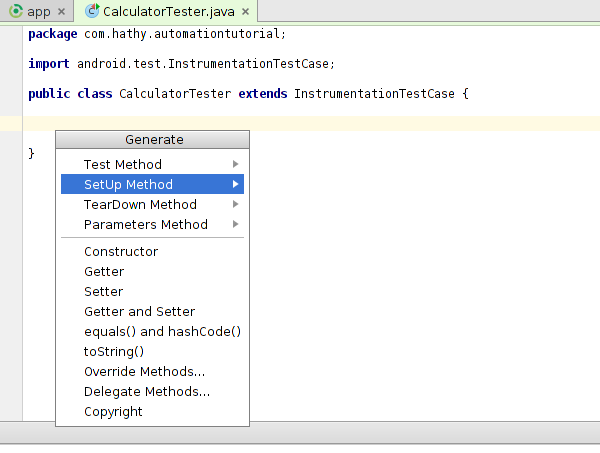 app CalculatorTester.java
package com.hathy.automationtutorial;
import android.test.InstrumentationTestCase;
public class CalculatorTester extends InstrumentationTestCase {
}
Generate
Test Method
SetUp Method
TearDown Method
Parameters Method
Constructor
Getter
Setter
Getter and Setter
equals() and hashCode()
toString()
Override Methods...
Delegate Methods...
Copyright